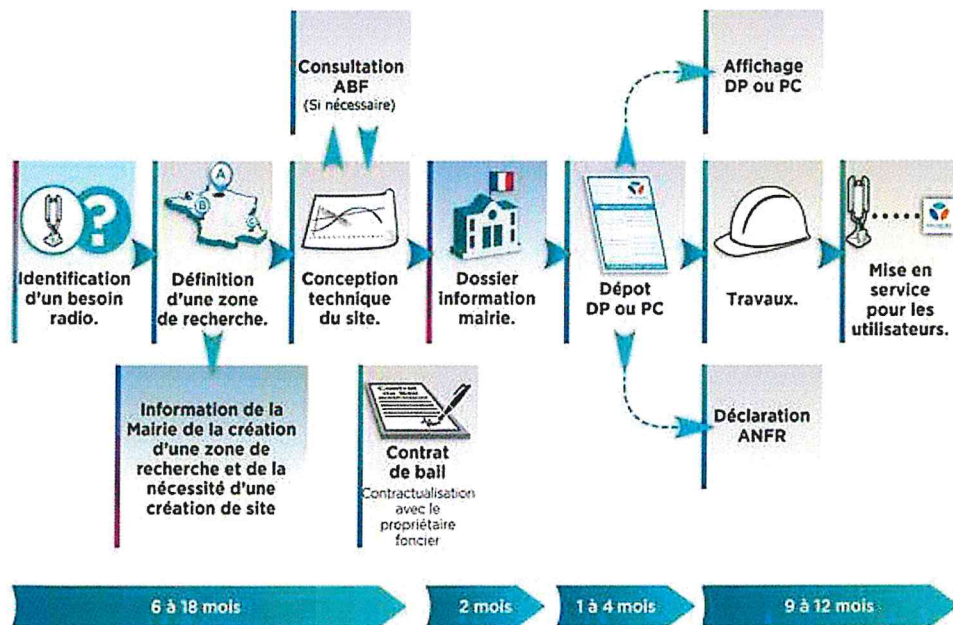 Consultation
ABF
(Si nécessaire)
Affichage
DP ou PC
A
B
C
Identification
d'un besoin
radio.
Définition
d'une zone
de recherche.
Conception
technique
du site.
Dossier
information
mairie.
Dépot
DP ou PC
Travaux.
Mise en
service
pour les
utilisateurs.
Information de la
Mairie de la création
d'une zone de
recherche et de la
nécessité d'une
création de site
Contrat
de Bail
Contrat
de bail
Contractualisation
avec le
propriétaire
foncier
Déclaration
ANFR
6 à 18 mois
2 mois
1 à 4 mois
9 à 12 mois